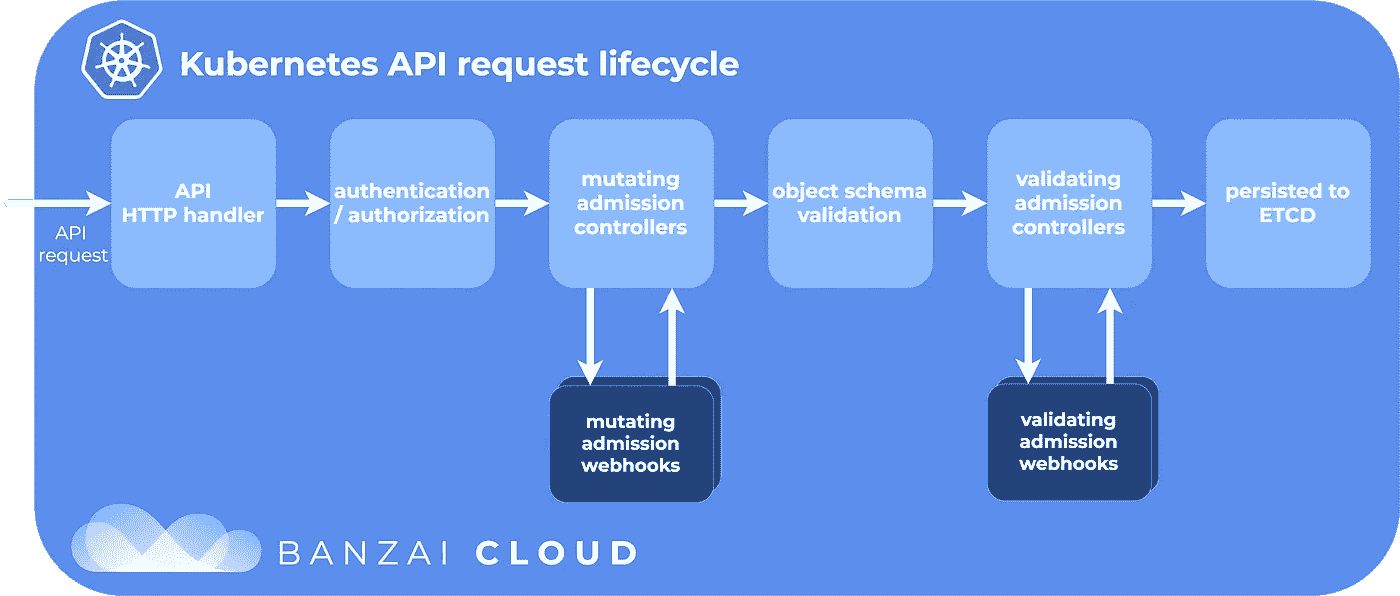 Kubernetes API request lifecycle
API
request
API
HTTP handler
authentication
/ authorization
mutating
admission
controllers
object schema
validation
validating
admission
controllers
persisted to
ETCD
mutating
admission
webhooks
validating
admission
webhooks
BANZAI CLOUD